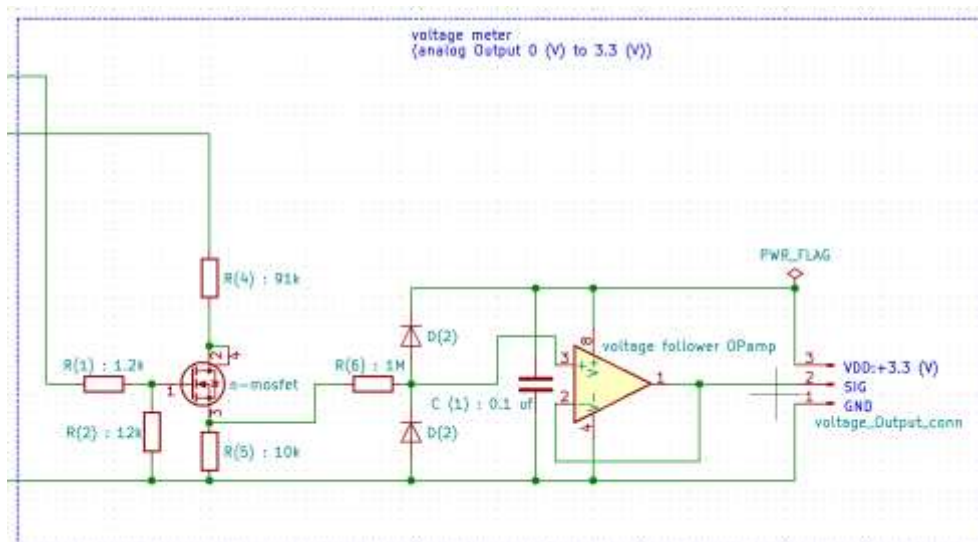 voltage meter
(analog Output 0 (V) to 3.3 (V))
PWR_FLAG
R(4) : 91k
2
4
D(2)
8
voltage follower OPamp
R(1) : 1.2k
1
n-mosfet
R(6) : 1M
3
+
V+
1
3
VDD:+3.3 (V)
2
SIG
1
GND
R(2) : 12k
3
R(5) : 10k
D(2)
C (1) : 0.1 uf
2
-
V-
4
voltage_Output_conn